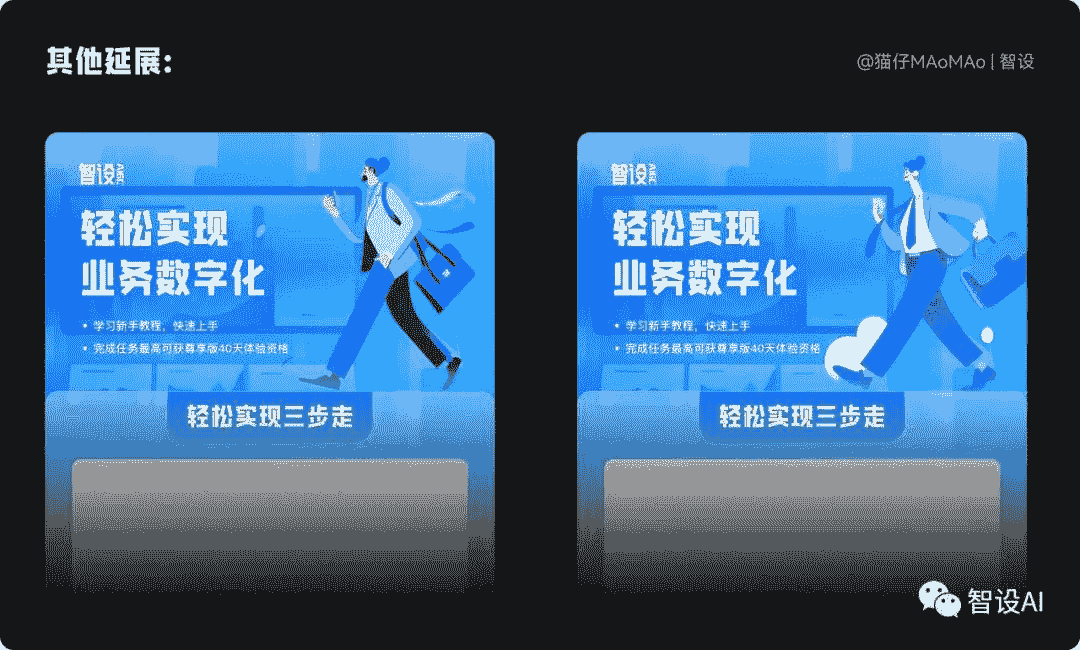 其他延展:
@猫仔MAoMAo | 智设
智设
轻松实现
业务数字化
• 学习新手教程，快速上手
• 完成任务最高可获尊享版40天体验资格
轻松实现三步走
智设
轻松实现
业务数字化
• 学习新手教程，快速上手
• 完成任务最高可获尊享版40天体验资格
轻松实现三步走
智设AI